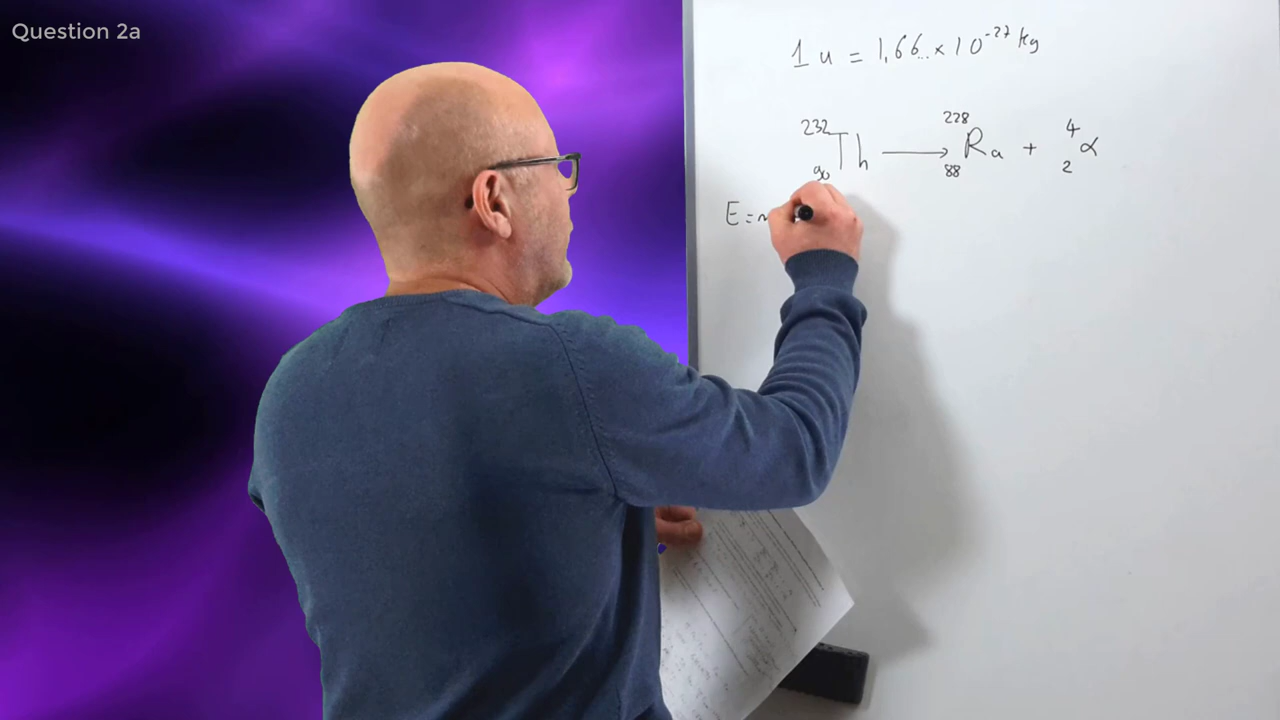 Question 2a
1 u = 1,66.. × 10⁻²⁷ kg
²³²₉₀Th ⟶ ²²⁸₈₈Ra + ⁴₂α
E = m